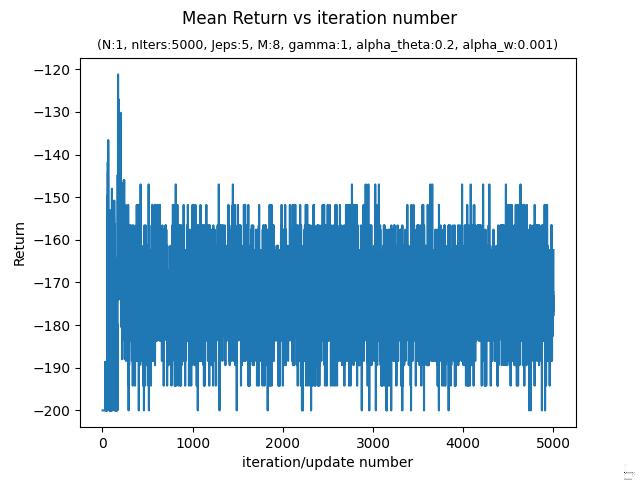 Mean Return vs iteration number
(N:1, nIters:5000, Jeps:5, M:8, gamma:1, alpha_theta:0.2, alpha_w:0.001)
−120
−130
−140
−150
−160
−170
−180
−190
−200
Return
0 1000 2000 3000 4000 5000
iteration/update number